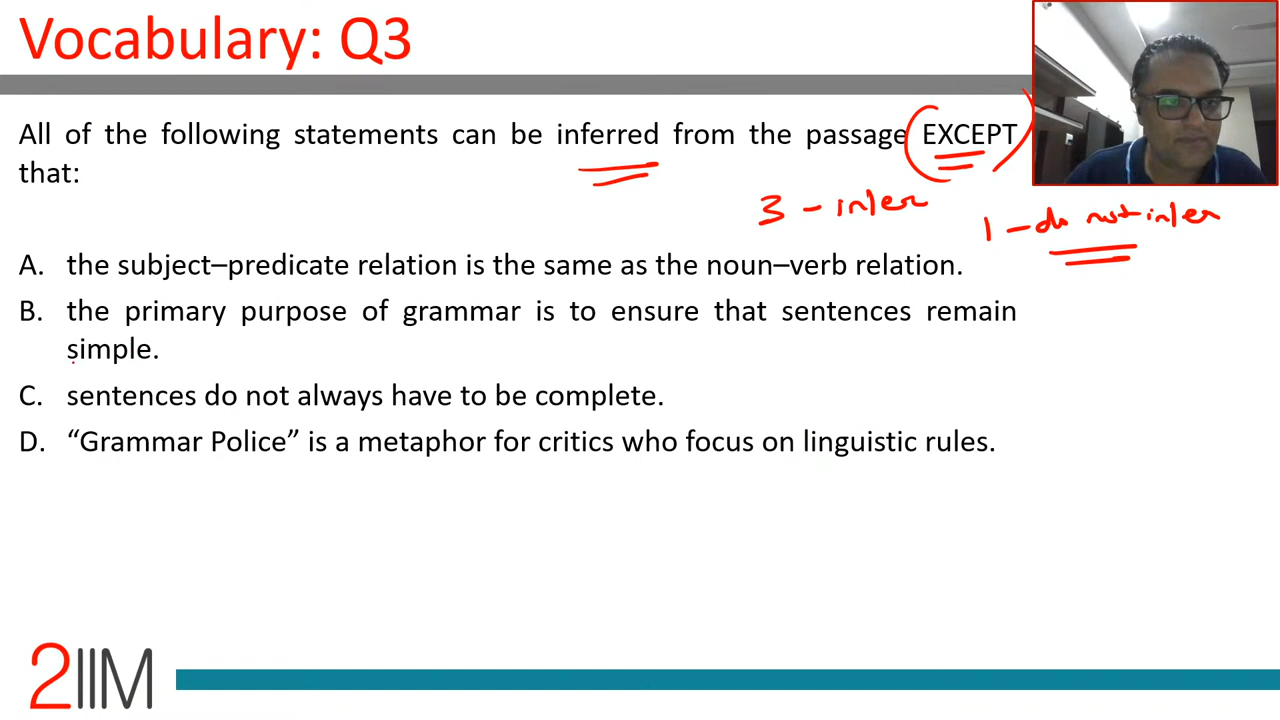 Vocabulary: Q3
All of the following statements can be inferred from the passage EXCEPT
that:
3 - infer
1 - do not infer
A. the subject–predicate relation is the same as the noun–verb relation.
B. the primary purpose of grammar is to ensure that sentences remain
simple.
C. sentences do not always have to be complete.
D. “Grammar Police” is a metaphor for critics who focus on linguistic rules.
2IIM